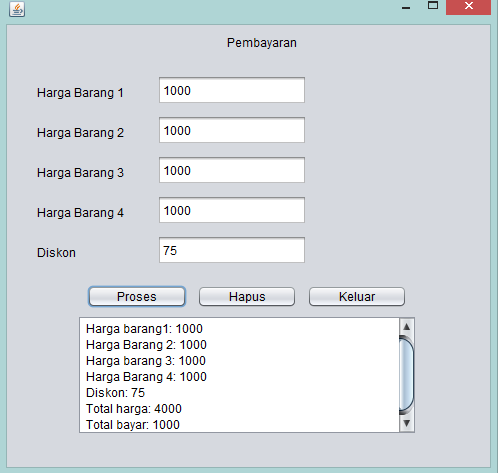 Pembayaran
Harga Barang 1 1000
Harga Barang 2 1000
Harga Barang 3 1000
Harga Barang 4 1000
Diskon 75
Proses Hapus Keluar
Harga barang1: 1000
Harga Barang 2: 1000
Harga barang 3: 1000
Harga Barang 4: 1000
Diskon: 75
Total harga: 4000
Total bayar: 1000